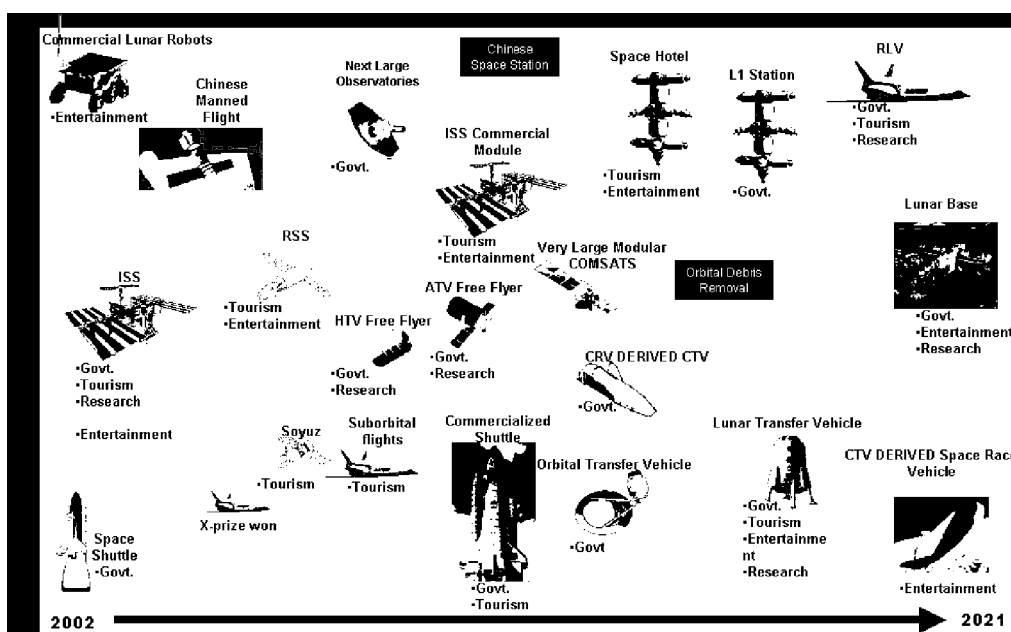 Commercial Lunar Robots
•Entertainment
Chinese
Manned
Flight
Next Large
Observatories
•Govt.
Chinese
Space Station
ISS Commercial
Module
•Tourism
•Entertainment
Space Hotel
•Tourism
•Entertainment
L1 Station
•Govt.
RLV
•Govt.
•Tourism
•Research
Lunar Base
•Govt.
•Entertainment
•Research
ISS
•Govt.
•Tourism
•Research
•Entertainment
RSS
•Tourism
•Entertainment
HTV Free Flyer
•Govt.
•Research
ATV Free Flyer
•Govt.
•Research
Very Large Modular
COMSATS
Orbital Debris
Removal
CRV DERIVED CTV
•Govt.
Space
Shuttle
•Govt.
X-prize won
Soyuz
•Tourism
Suborbital
flights
•Tourism
Commercialized
Shuttle
•Govt.
•Tourism
Orbital Transfer Vehicle
•Govt
Lunar Transfer Vehicle
•Govt.
•Tourism
•Entertainme
nt
•Research
CTV DERIVED Space Race
Vehicle
•Entertainment
2002
2021